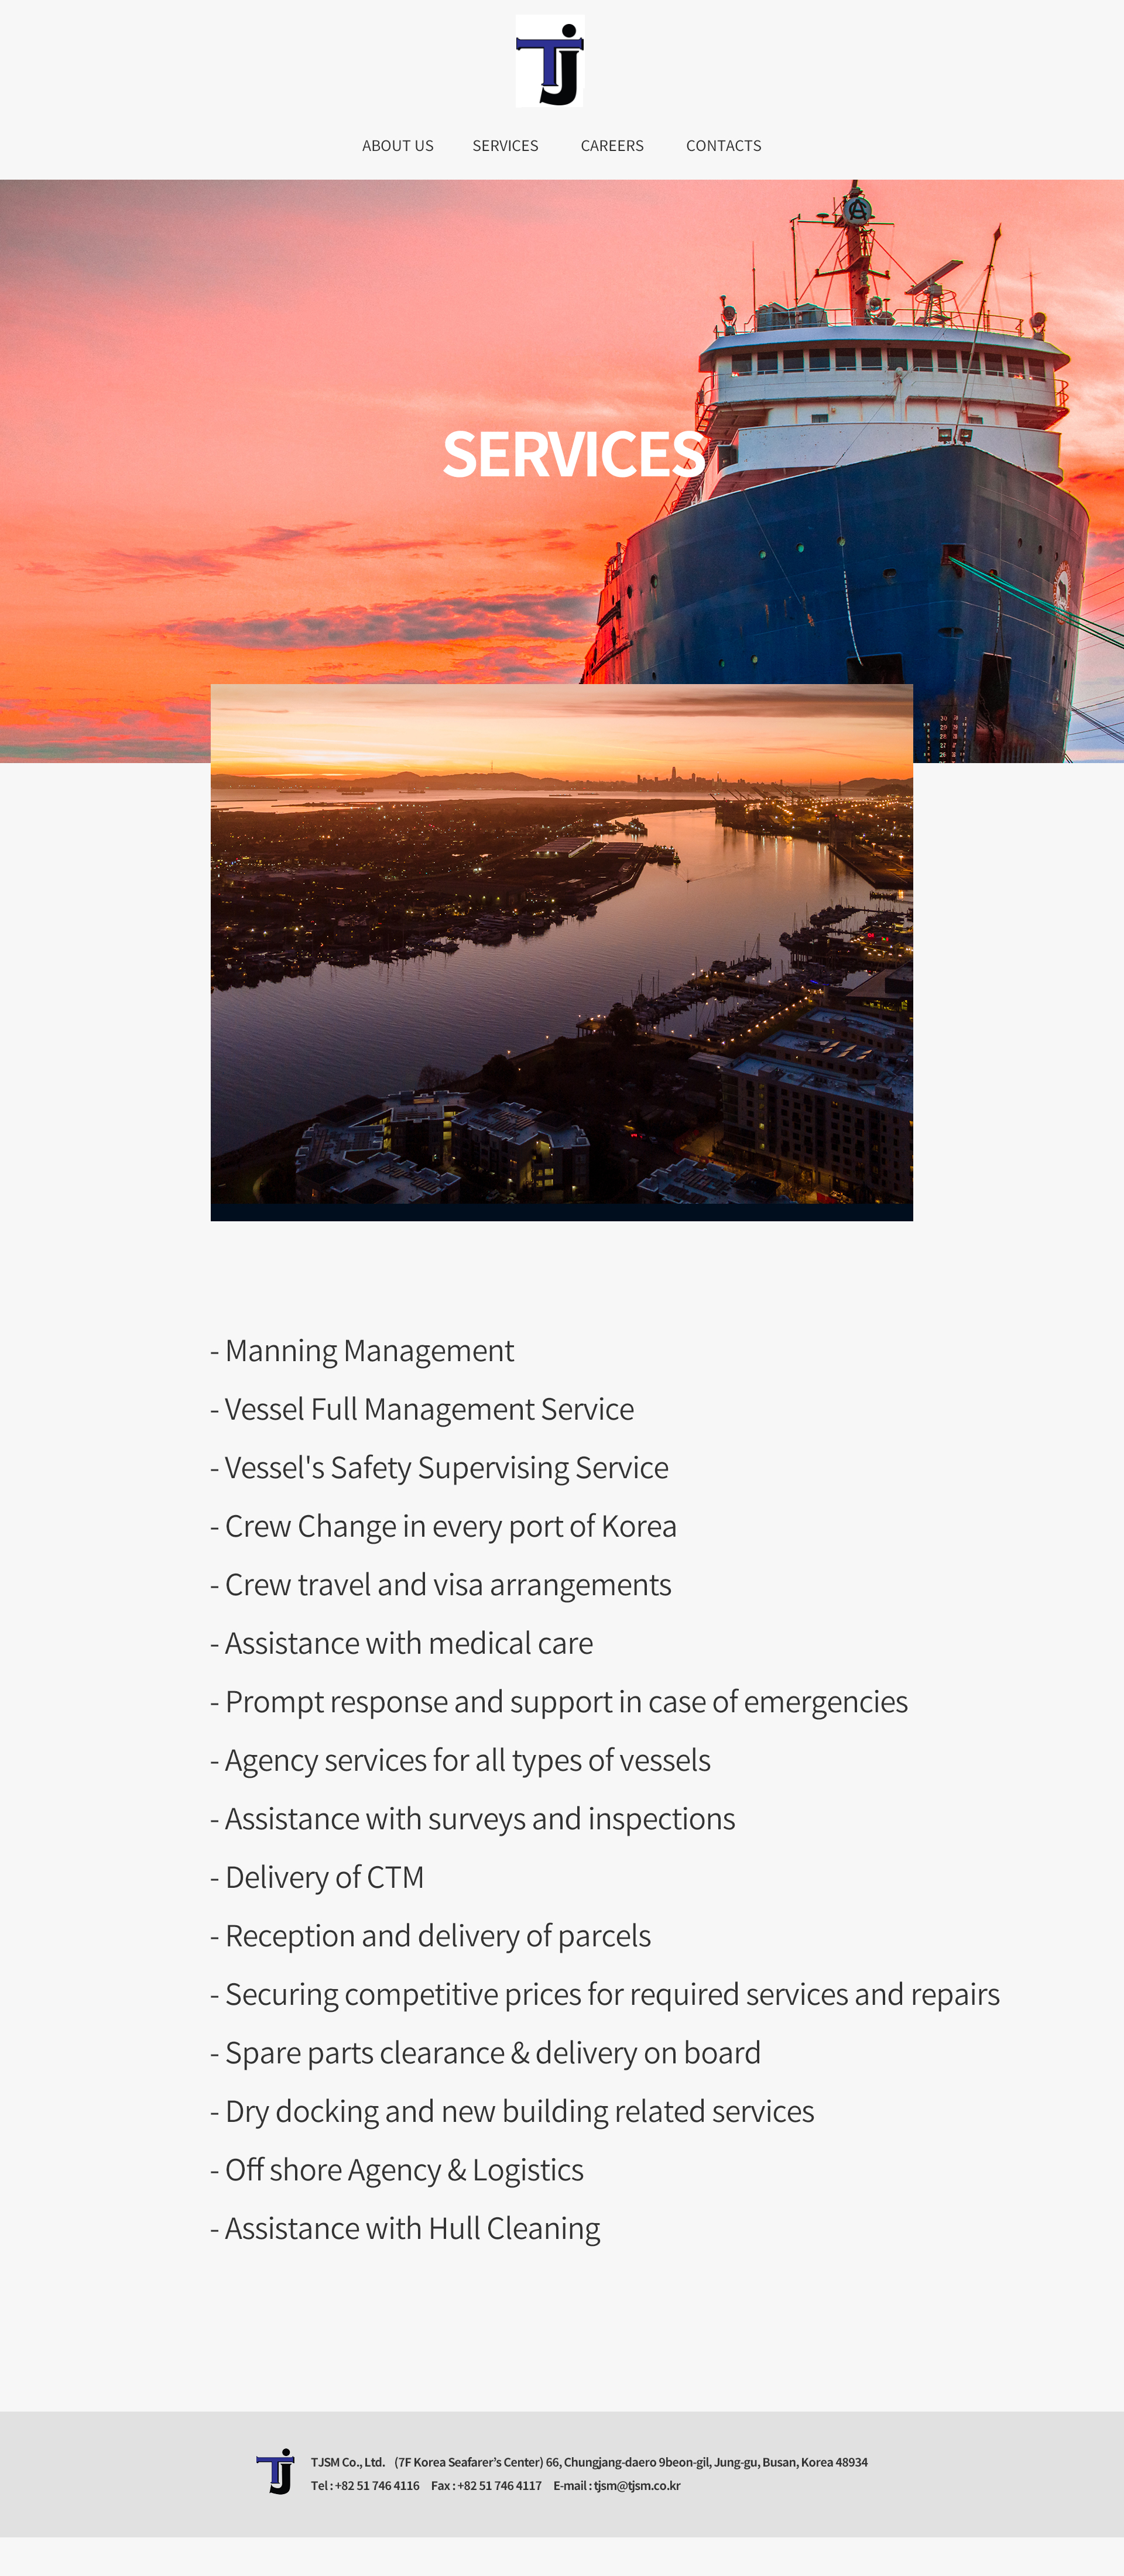 TJ
ABOUT US SERVICES CAREERS CONTACTS
SERVICES
- Manning Management
- Vessel Full Management Service
- Vessel's Safety Supervising Service
- Crew Change in every port of Korea
- Crew travel and visa arrangements
- Assistance with medical care
- Prompt response and support in case of emergencies
- Agency services for all types of vessels
- Assistance with surveys and inspections
- Delivery of CTM
- Reception and delivery of parcels
- Securing competitive prices for required services and repairs
- Spare parts clearance & delivery on board
- Dry docking and new building related services
- Off shore Agency & Logistics
- Assistance with Hull Cleaning
TJ
TJSM Co., Ltd. (7F Korea Seafarer’s Center) 66, Chungjang-daero 9beon-gil, Jung-gu, Busan, Korea 48934
Tel : +82 51 746 4116 Fax : +82 51 746 4117 E-mail : tjsm@tjsm.co.kr